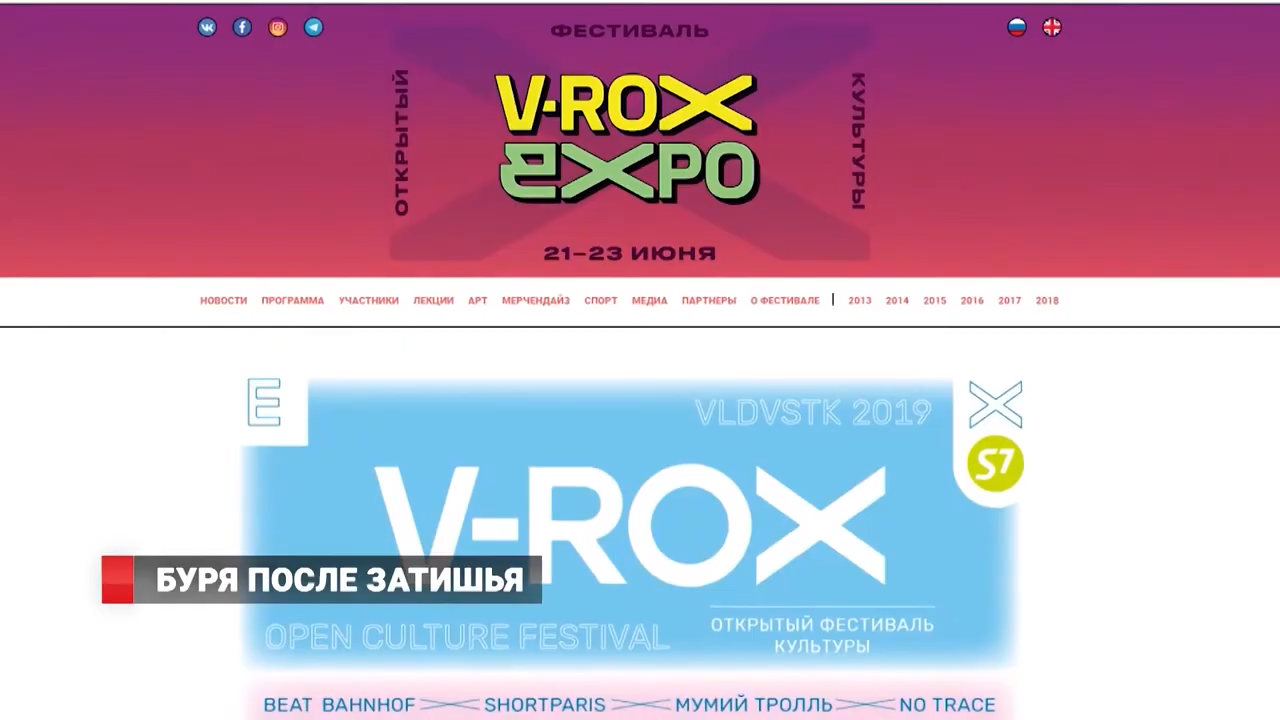 ФЕСТИВАЛЬ
ОТКРЫТЫЙ
V-ROX
EXPO
КУЛЬТУРЫ
21–23 ИЮНЯ
НОВОСТИ ПРОГРАММА УЧАСТНИКИ ЛЕКЦИИ АРТ МЕРЧЕНДАЙЗ СПОРТ МЕДИА ПАРТНЕРЫ О ФЕСТИВАЛЕ | 2013 2014 2015 2016 2017 2018
E
VLDVSTK 2019
X
S7
V-ROX
БУРЯ ПОСЛЕ ЗАТИШЬЯ
OPEN CULTURE FESTIVAL
ОТКРЫТЫЙ ФЕСТИВАЛЬ
КУЛЬТУРЫ
BEAT BAHNHOF SHORTPARIS МУМИЙ ТРОЛЛЬ NO TRACE